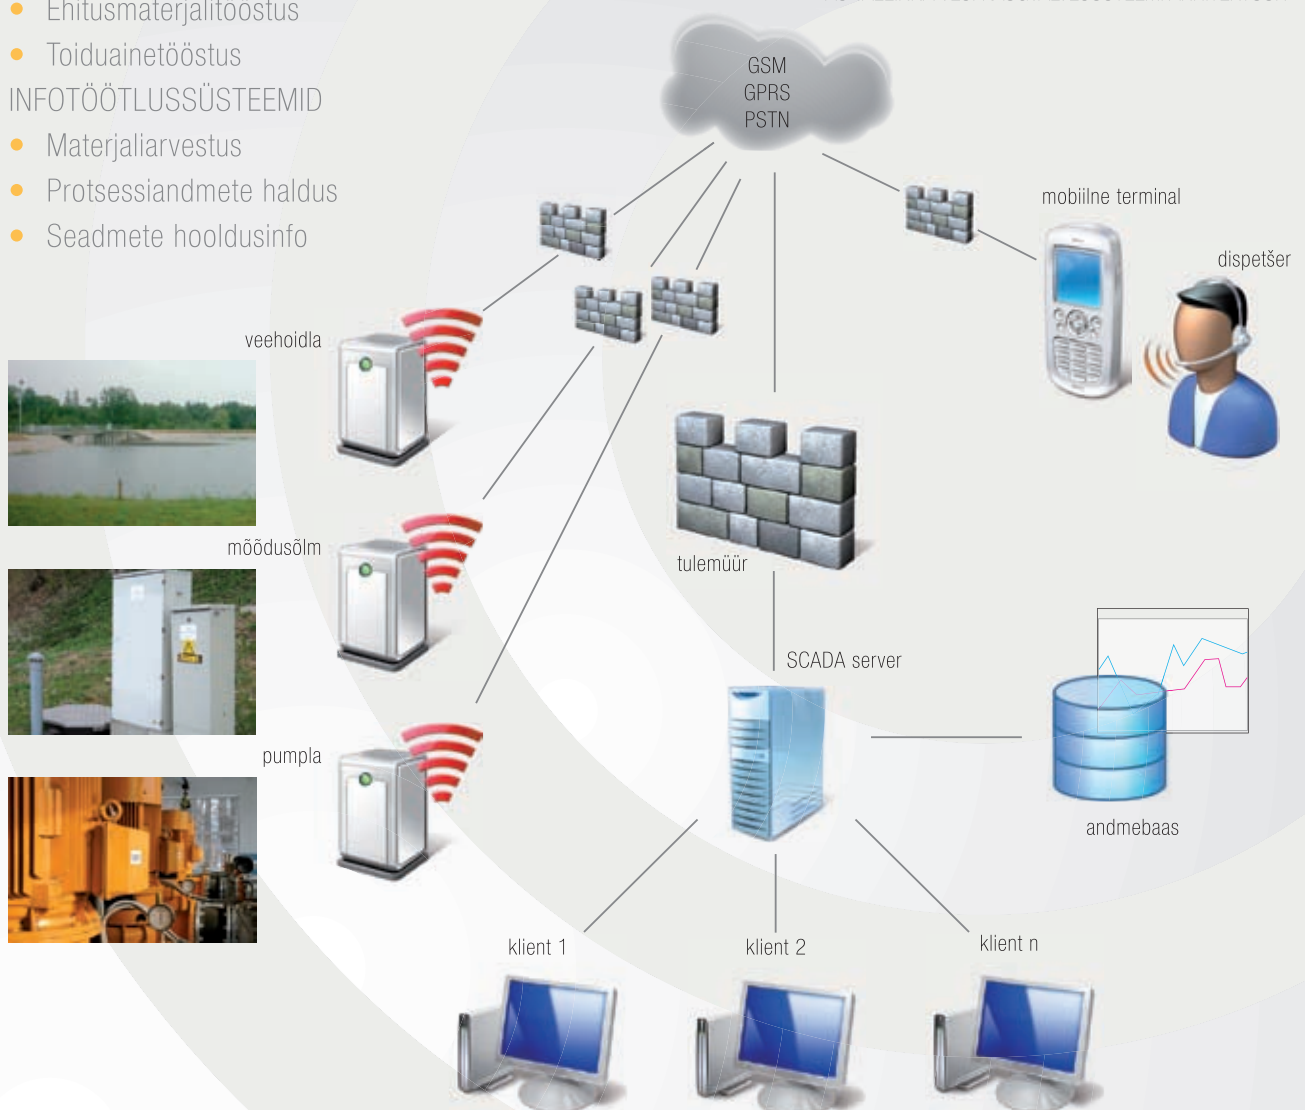 Ehitusmaterjalitööstus
Toiduainetööstus
INFOTÖÖTLUSSÜSTEEMID
Materjaliarvestus
Protsessiandmete haldus
Seadmete hooldusinfo
GSM
GPRS
PSTN
mobiilne terminal
dispetšer
veehoidla
mõõdusõlm
tulemüür
SCADA server
pumpla
andmebaas
klient 1
klient 2
klient n